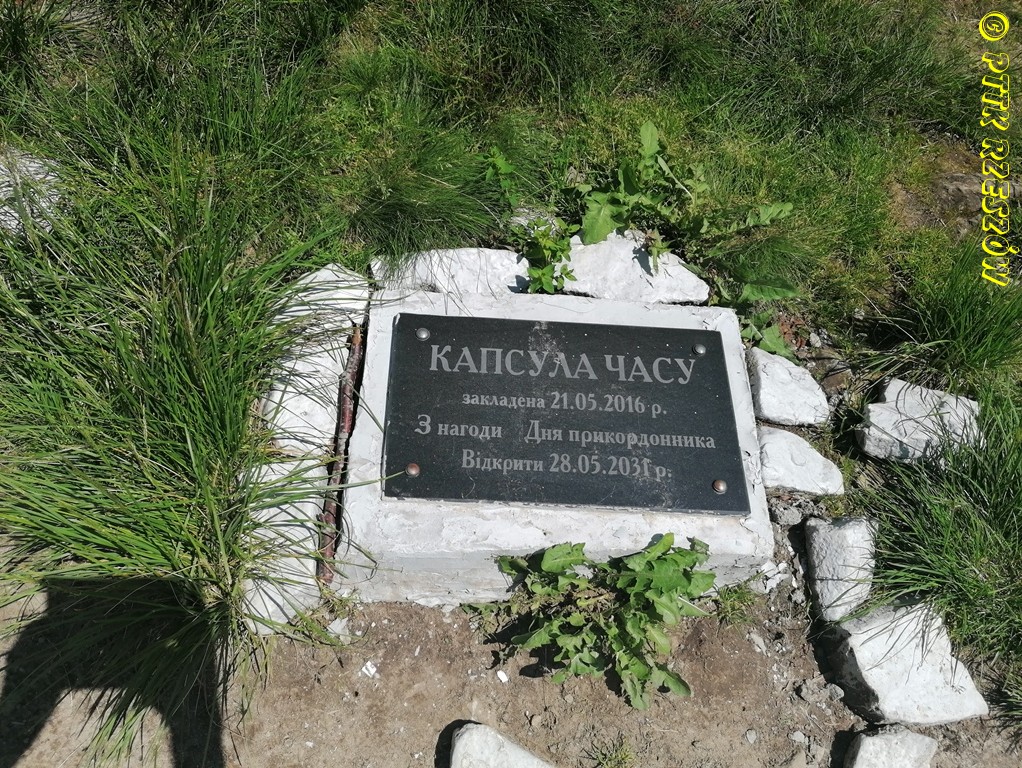 КАПСУЛА ЧАСУ
закладена 21.05.2016 р.
З нагоди Дня прикордонника
Відкрити 28.05.2031 р.
© PTTK RZESZÓW